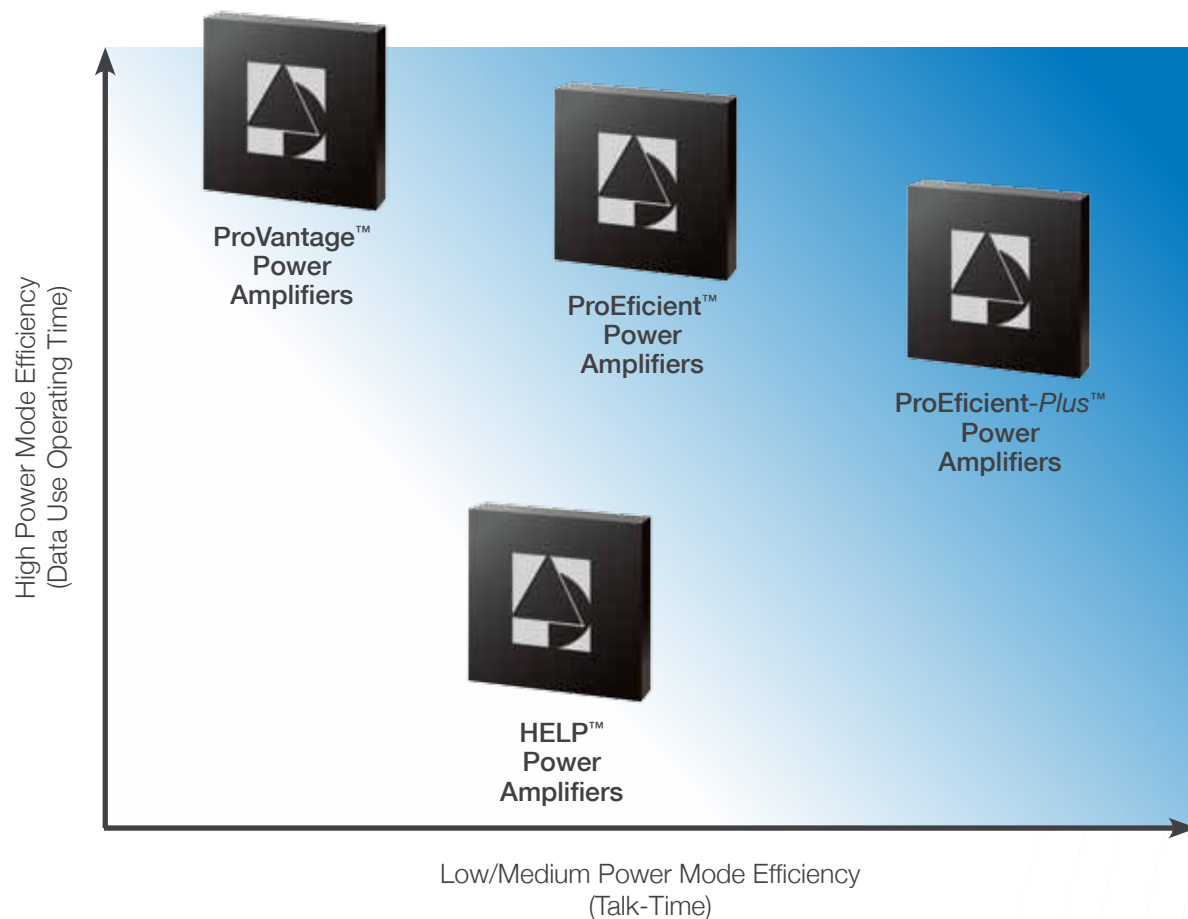 ProVantage™
Power
Amplifiers
ProEficient™
Power
Amplifiers
ProEficient-Plus™
Power
Amplifiers
HELP™
Power
Amplifiers
High Power Mode Efficiency
(Data Use Operating Time)
Low/Medium Power Mode Efficiency
(Talk-Time)